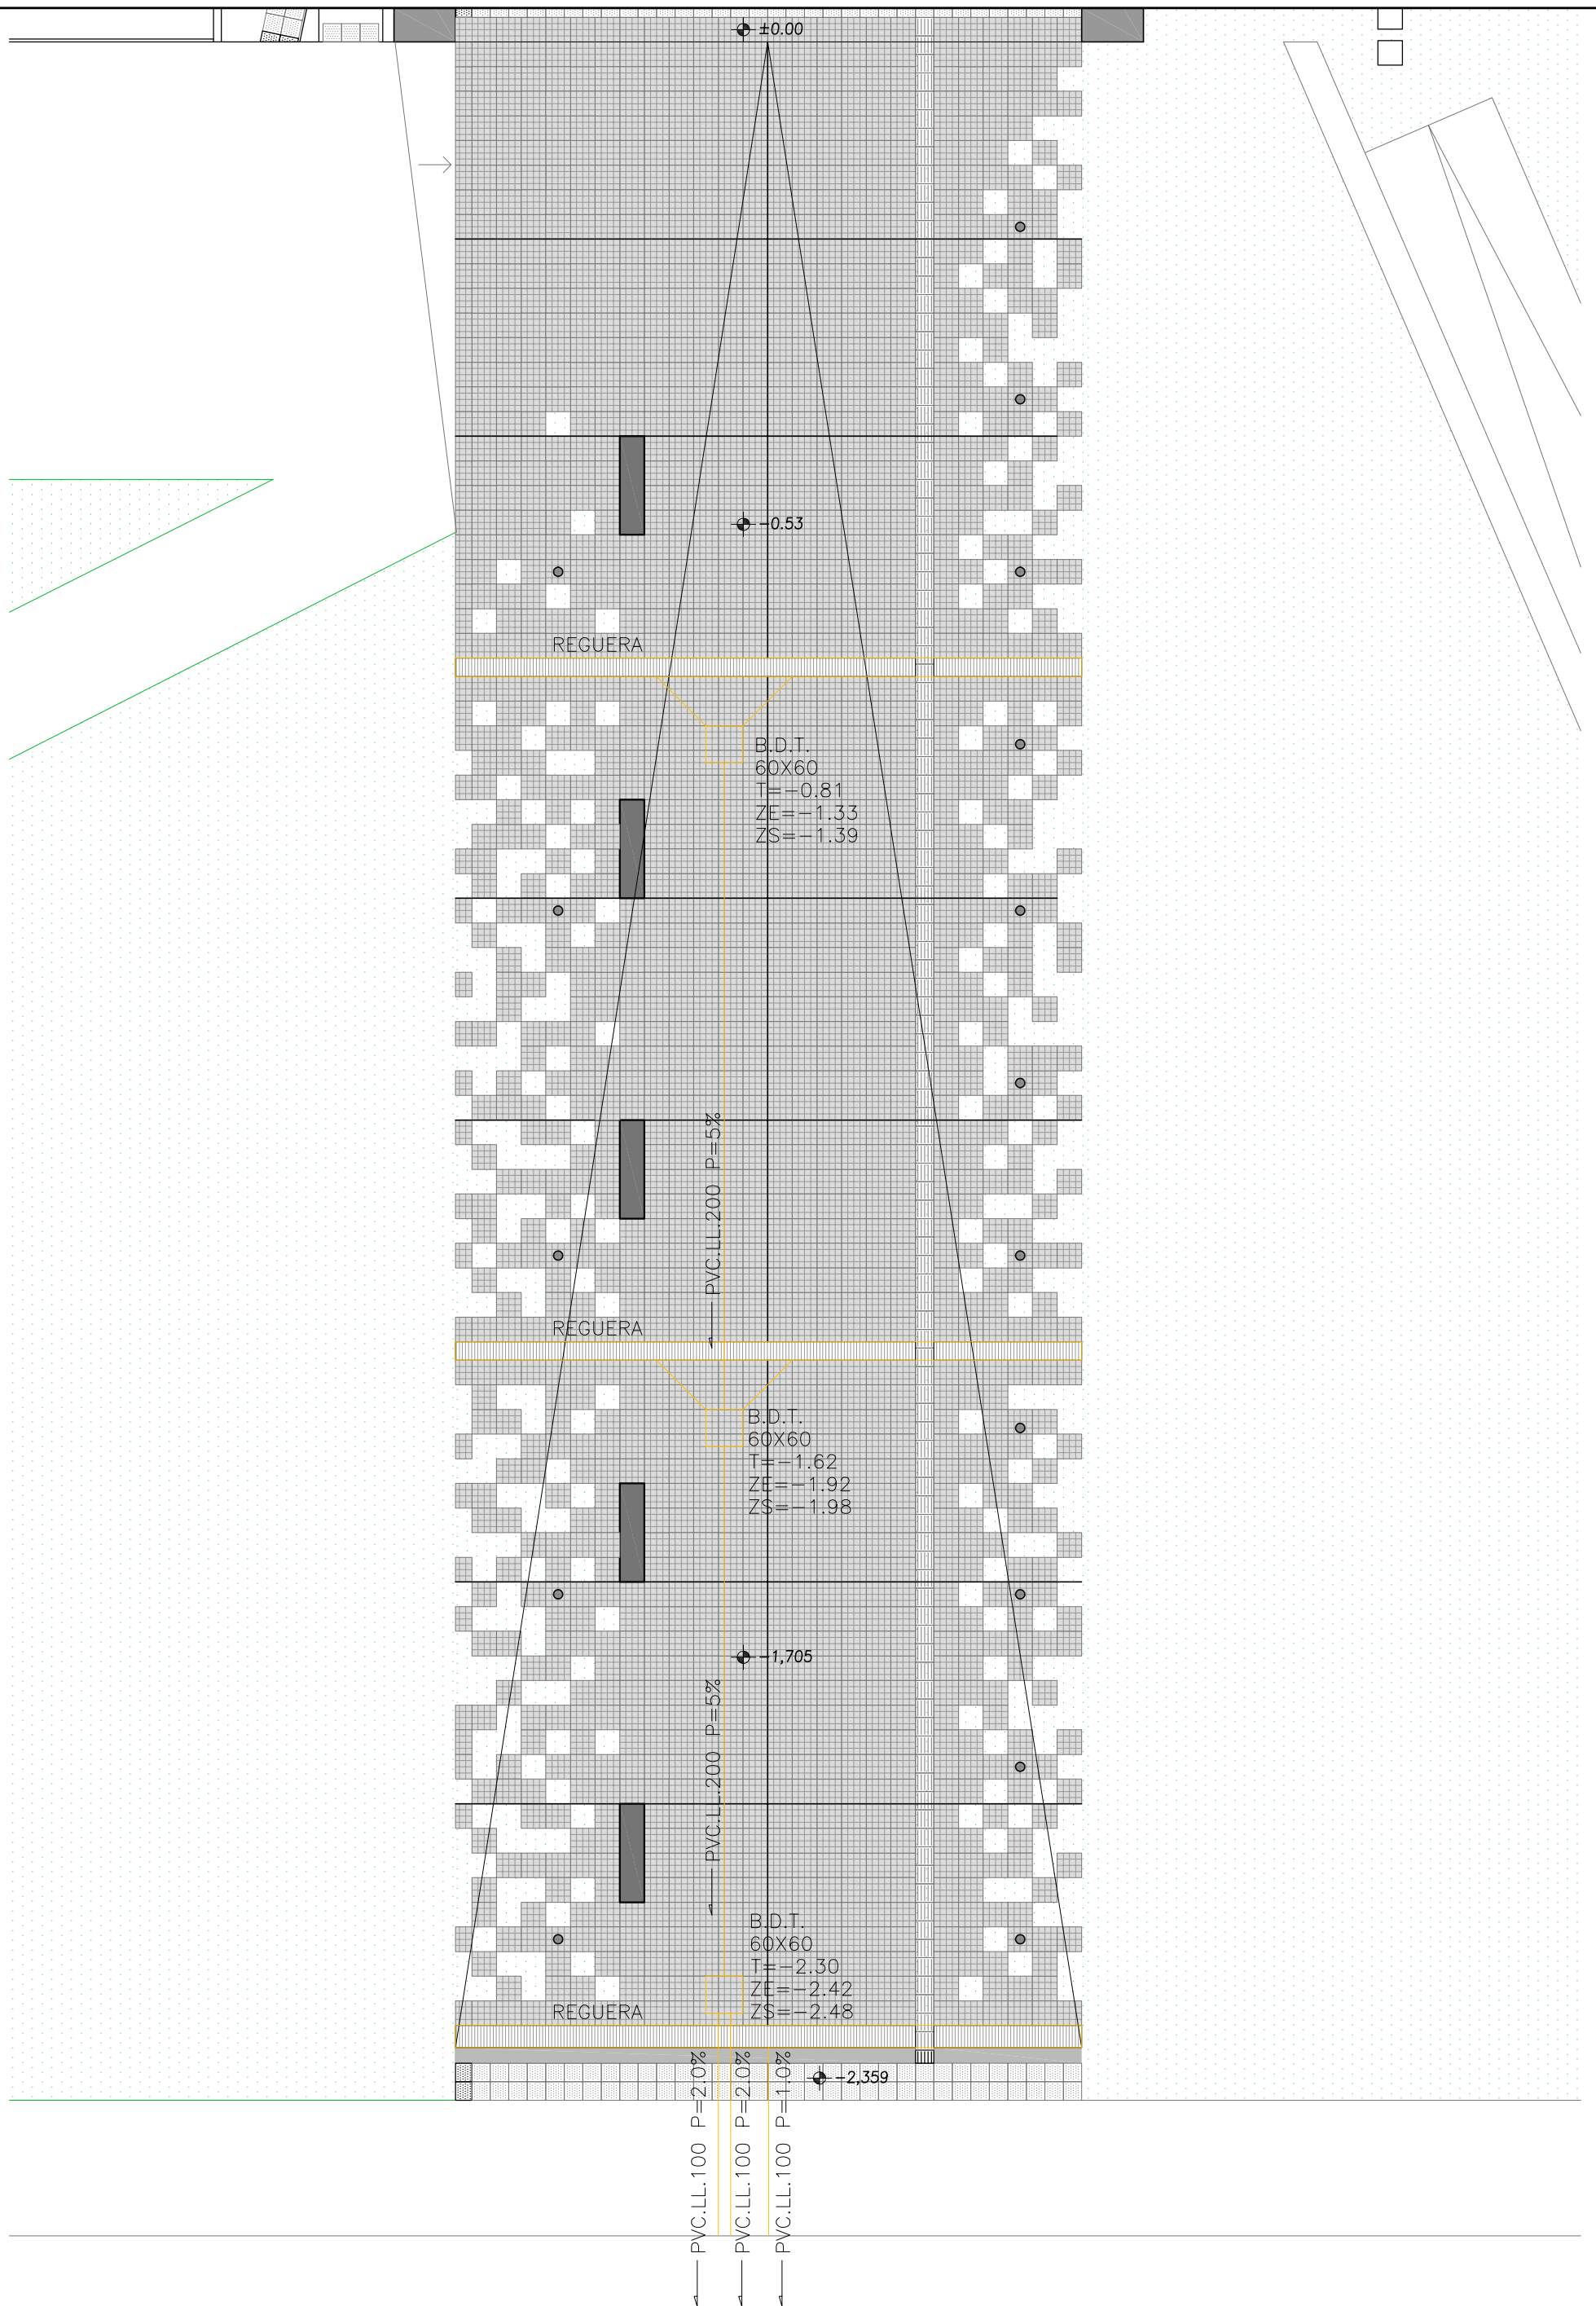 ±0.00
-0.53
REGUERA
B.D.T.
60X60
T=-0.81
ZE=-1.33
ZS=-1.39
PVC.LL.200 P=5%
REGUERA
B.D.T.
60X60
T=-1.62
ZE=-1.92
ZS=-1.98
-1,705
PVC.LL.200 P=5%
B.D.T.
60X60
T=-2.30
ZE=-2.42
ZS=-2.48
REGUERA
-2,359
PVC.LL.100 P=2.0%
PVC.LL.100 P=2.0%
PVC.LL.100 P=1.0%